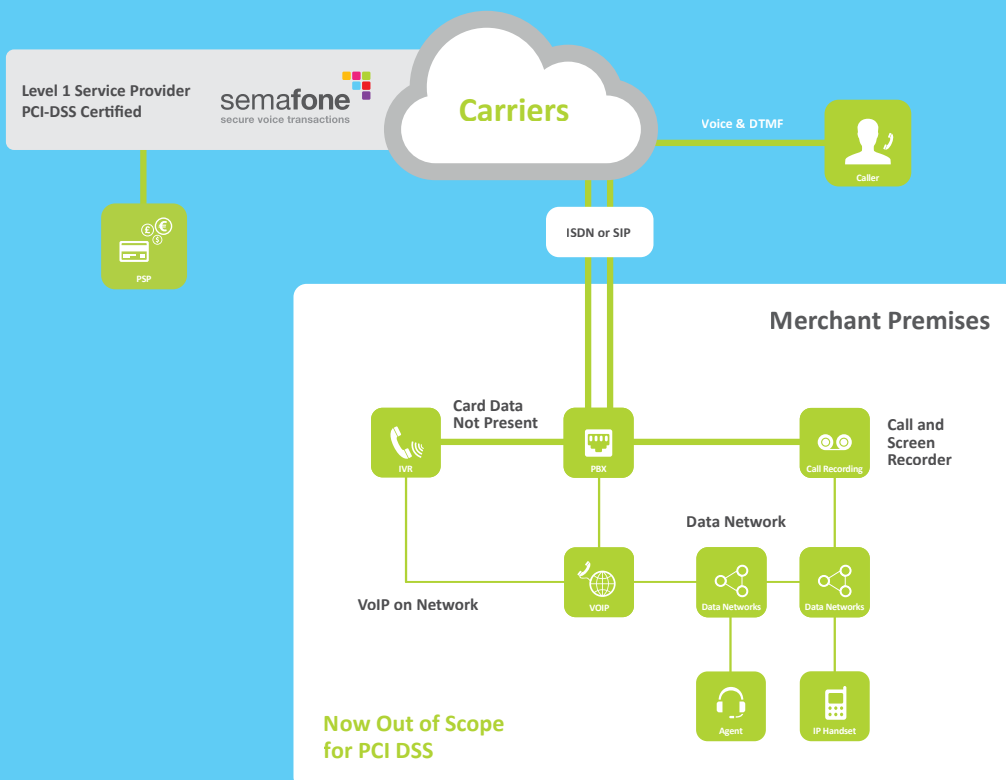 Level 1 Service Provider
PCI-DSS Certified
semafone
secure voice transactions
Carriers
Voice & DTMF
Caller
£
€
$
PSP
ISDN or SIP
Merchant Premises
Card Data
Not Present
IVR
PBX
Call Recording
Call and
Screen
Recorder
Data Network
VoIP on Network
VOIP
Data Networks
Data Networks
Agent
IP Handset
Now Out of Scope
for PCI DSS